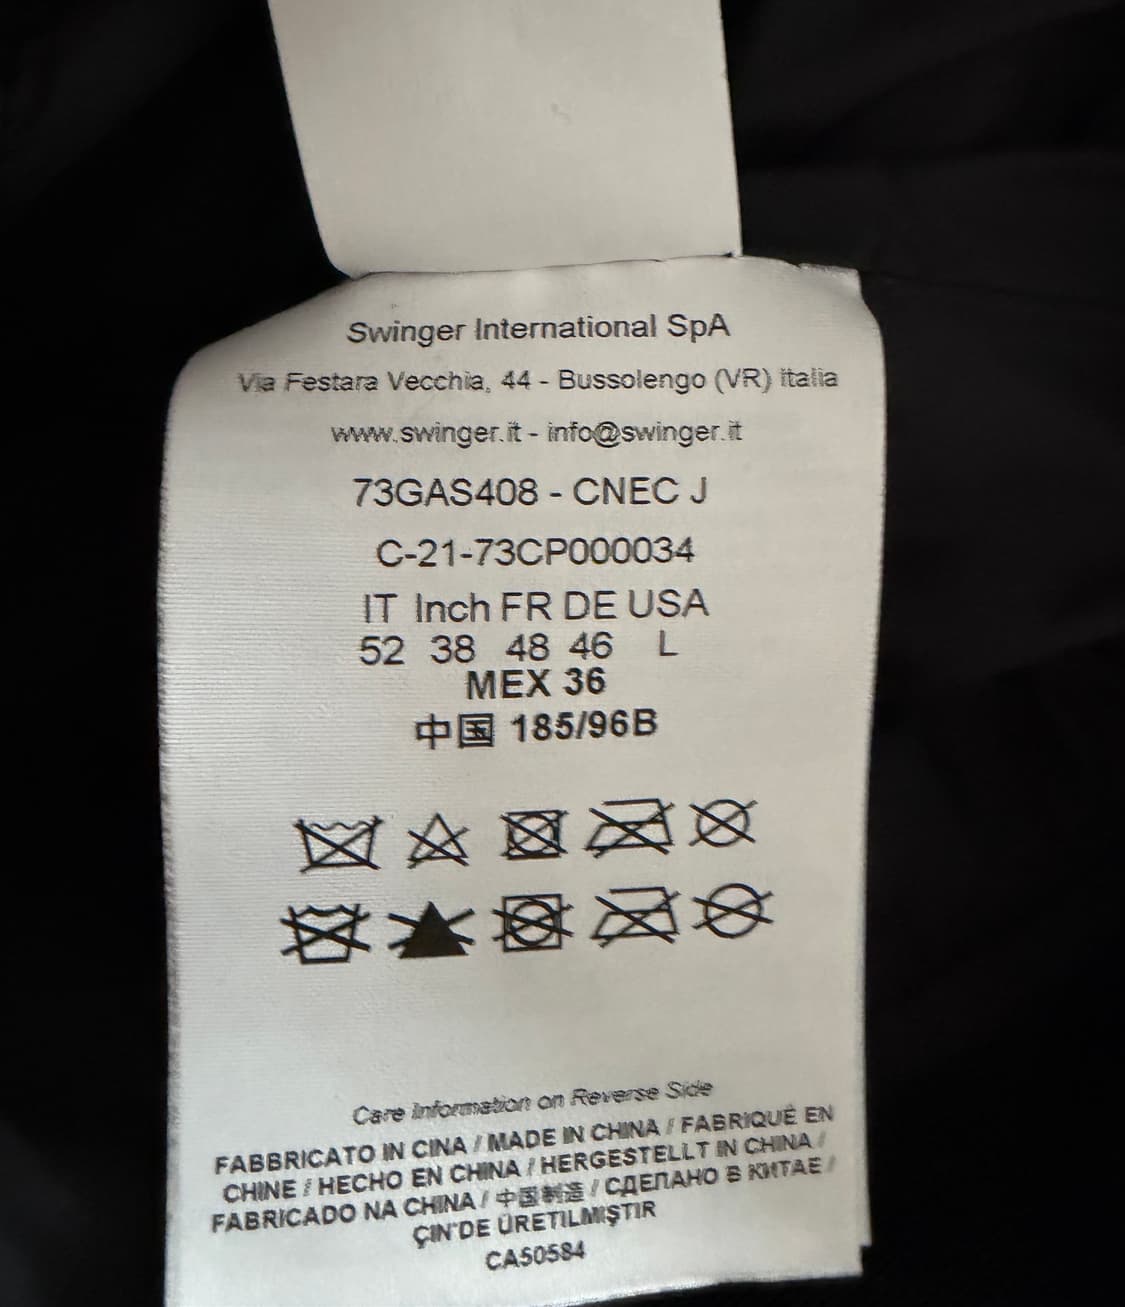 Swinger International SpA
Via Festara Vecchia, 44 - Bussolengo (VR) Italia
www.swinger.it - info@swinger.it
73GAS408 - CNEC J
C-21-73CP000034
IT Inch FR DE USA
52 38 48 46 L
MEX 36
中国 185/96B
Care Information on Reverse Side
FABBRICATO IN CINA / MADE IN CHINA / FABRIQUÉ EN
CHINE / HECHO EN CHINA / HERGESTELLT IN CHINA /
FABRICADO NA CHINA / 中国制造 / СДЕЛАНО В КИТАЕ /
ÇIN'DE ÜRETILMIŞTIR
CA50584